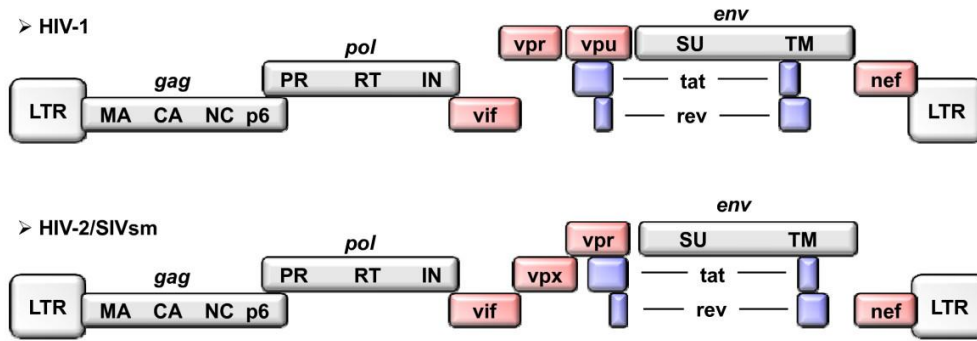 ➢ HIV-1
env
vpr vpu SU TM
pol
PR RT IN tat
gag nef
LTR MA CA NC p6 vif rev LTR
➢ HIV-2/SIVsm
env
vpr SU TM
pol
PR RT IN vpx tat
gag
LTR MA CA NC p6 vif rev nef LTR